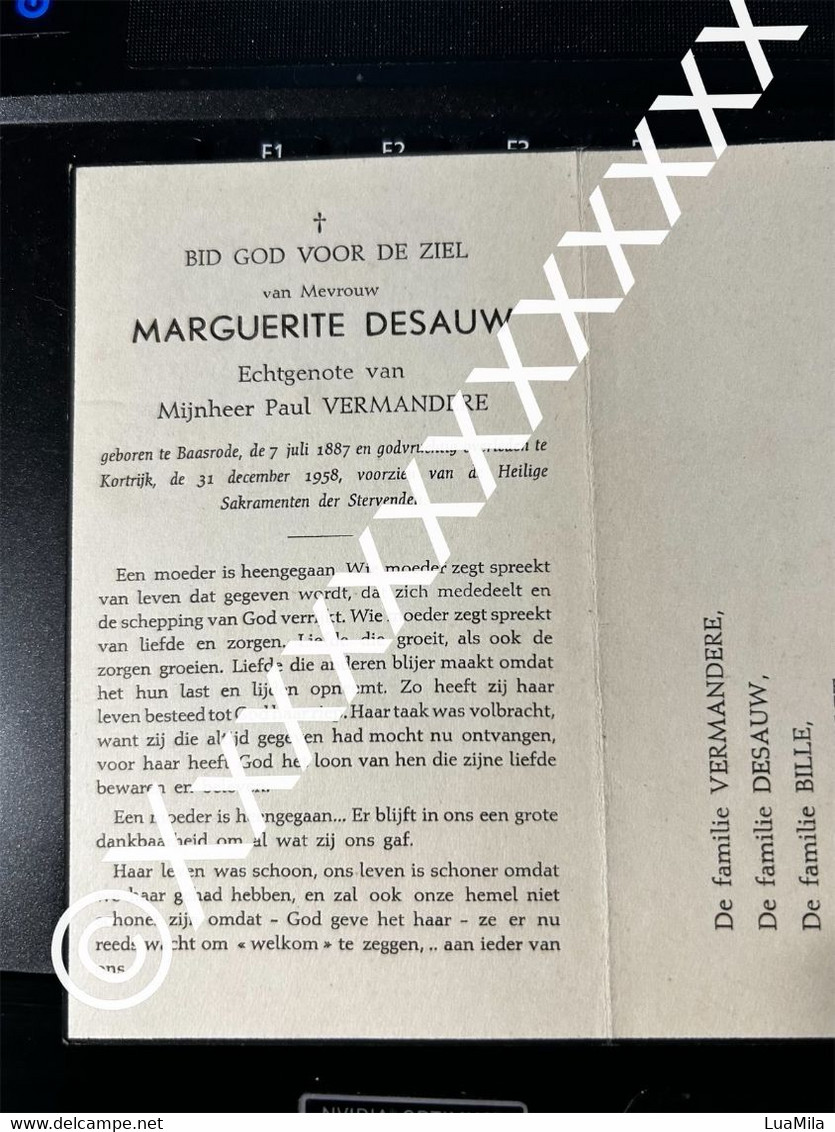 F1 F2 F3
†
BID GOD VOOR DE ZIEL
van Mevrouw
MARGUERITE DESAUW
Echtgenote van
Mijnheer Paul VERMANDERE
geboren te Baasrode, de 7 juli 1887 en godvruchtig overleden te
Kortrijk, de 31 december 1958, voorzien van de Heilige
Sakramenten der Stervenden.
Een moeder is heengegaan. Wie moeder zegt spreekt
van leven dat gegeven wordt, dat zich mededeelt en
de schepping van God verrijkt. Wie moeder zegt spreekt
van liefde en zorgen. Liefde die groeit, als ook de
zorgen groeien. Liefde die anderen blijer maakt omdat
het hun last en lijden opneemt. Zo heeft zij haar
leven besteed tot Haar taak was volbracht,
want zij die altijd gegeven had mocht nu ontvangen,
voor haar heeft God het loon van hen die zijne liefde
bewaren en
Een moeder is heengegaan... Er blijft in ons een grote
dankbaarheid om al wat zij ons gaf.
Haar leven was schoon, ons leven is schoner omdat
we haar gehad hebben, en zal ook onze hemel niet
schoner zijn omdat - God geve het haar - ze er nu
reeds wacht om « welkom » te zeggen, .. aan ieder van
ons
De familie VERMANDERE,
De familie DESAUW,
De familie BILLE,
©XXXXXXXXXXXX
www.delcampe.net
LuaMila